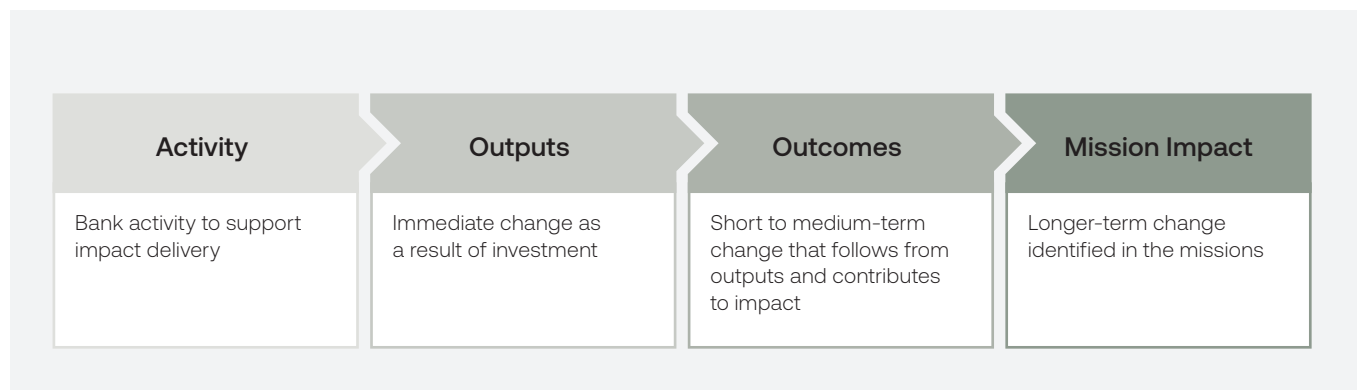 Activity
Bank activity to support
impact delivery
Outputs
Immediate change as
a result of investment
Outcomes
Short to medium-term
change that follows from
outputs and contributes
to impact
Mission Impact
Longer-term change
identified in the missions